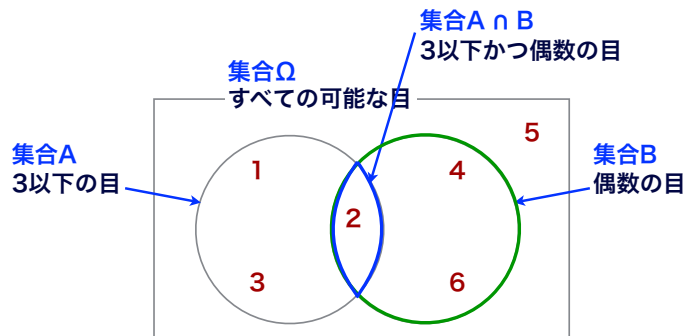 集合A ∩ B
3以下かつ偶数の目
集合Ω
すべての可能な目
5
集合A
3以下の目
1
4
集合B
偶数の目
2
3
6